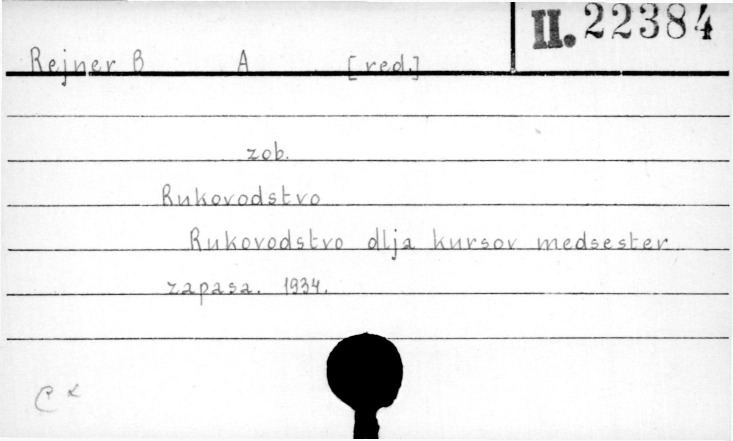 II. 22384
Rejner B A [red.]
zob.
Rukovodstvo
Rukovodstvo dlja kursov medsester
zapasa. 1934.